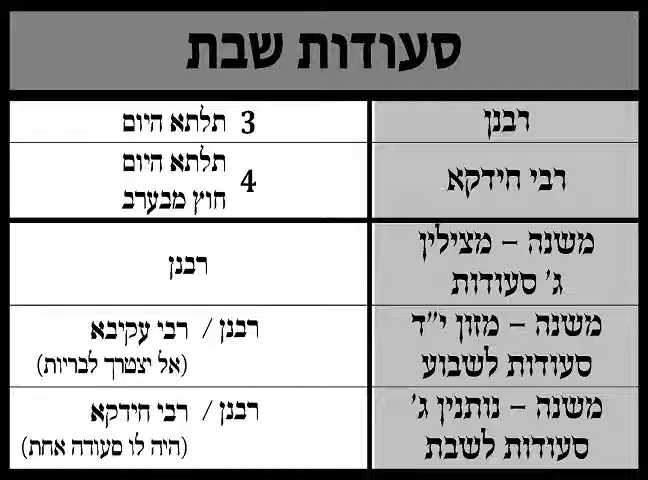 סעודות שבת
רבנן
3 תלתא היום
רבי חידקא
4 תלתא היום
חוץ מבערב
משנה – מצילין
ג' סעודות
רבנן
משנה – מזון י"ד
סעודות לשבוע
רבנן / רבי עקיבא
(אל יצטרך לבריות)
משנה – נותנין ג'
סעודות לשבת
רבנן / רבי חידקא
(היה לו סעודה אחת)